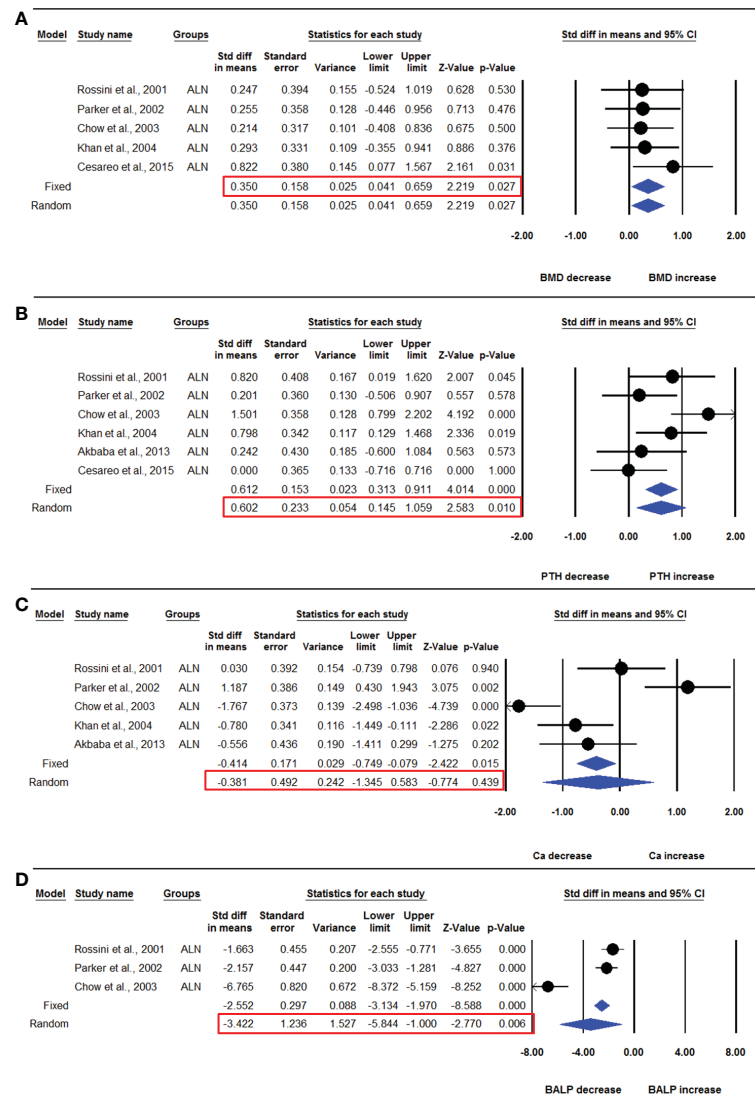 A
Model Study name Groups Statistics for each study Std diff in means and 95% CI
Std diff Standard Lower Upper
in means error Variance limit limit Z-Value p-Value
Rossini et al., 2001 ALN 0.247 0.394 0.155 -0.524 1.019 0.628 0.530
Parker et al., 2002 ALN 0.255 0.358 0.128 -0.446 0.956 0.713 0.476
Chow et al., 2003 ALN 0.214 0.317 0.101 -0.408 0.836 0.675 0.500
Khan et al., 2004 ALN 0.293 0.331 0.109 -0.355 0.941 0.886 0.376
Cesareo et al., 2015 ALN 0.822 0.380 0.145 0.077 1.567 2.161 0.031
Fixed 0.350 0.158 0.025 0.041 0.659 2.219 0.027
Random 0.350 0.158 0.025 0.041 0.659 2.219 0.027
-2.00 -1.00 0.00 1.00 2.00
BMD decrease BMD increase
B
Model Study name Groups Statistics for each study Std diff in means and 95% CI
Std diff Standard Lower Upper
in means error Variance limit limit Z-Value p-Value
Rossini et al., 2001 ALN 0.820 0.408 0.167 0.019 1.620 2.007 0.045
Parker et al., 2002 ALN 0.201 0.360 0.130 -0.506 0.907 0.557 0.578
Chow et al., 2003 ALN 1.501 0.358 0.128 0.799 2.202 4.192 0.000
Khan et al., 2004 ALN 0.798 0.342 0.117 0.129 1.468 2.336 0.019
Akbaba et al., 2013 ALN 0.242 0.430 0.185 -0.600 1.084 0.563 0.573
Cesareo et al., 2015 ALN 0.000 0.365 0.133 -0.716 0.716 0.000 1.000
Fixed 0.612 0.153 0.023 0.313 0.911 4.014 0.000
Random 0.602 0.233 0.054 0.145 1.059 2.583 0.010
-2.00 -1.00 0.00 1.00 2.00
PTH decrease PTH increase
C
Model Study name Groups Statistics for each study Std diff in means and 95% CI
Std diff Standard Lower Upper
in means error Variance limit limit Z-Value p-Value
Rossini et al., 2001 ALN 0.030 0.392 0.154 -0.739 0.798 0.076 0.940
Parker et al., 2002 ALN 1.187 0.386 0.149 0.430 1.943 3.075 0.002
Chow et al., 2003 ALN -1.767 0.373 0.139 -2.498 -1.036 -4.739 0.000
Khan et al., 2004 ALN -0.780 0.341 0.116 -1.449 -0.111 -2.286 0.022
Akbaba et al., 2013 ALN -0.556 0.436 0.190 -1.411 0.299 -1.275 0.202
Fixed -0.414 0.171 0.029 -0.749 -0.079 -2.422 0.015
Random -0.381 0.492 0.242 -1.345 0.583 -0.774 0.439
-2.00 -1.00 0.00 1.00 2.00
Ca decrease Ca increase
D
Model Study name Groups Statistics for each study Std diff in means and 95% CI
Std diff Standard Lower Upper
in means error Variance limit limit Z-Value p-Value
Rossini et al., 2001 ALN -1.663 0.455 0.207 -2.555 -0.771 -3.655 0.000
Parker et al., 2002 ALN -2.157 0.447 0.200 -3.033 -1.281 -4.827 0.000
Chow et al., 2003 ALN -6.765 0.820 0.672 -8.372 -5.159 -8.252 0.000
Fixed -2.552 0.297 0.088 -3.134 -1.970 -8.588 0.000
Random -3.422 1.236 1.527 -5.844 -1.000 -2.770 0.006
-8.00 -4.00 0.00 4.00 8.00
BALP decrease BALP increase